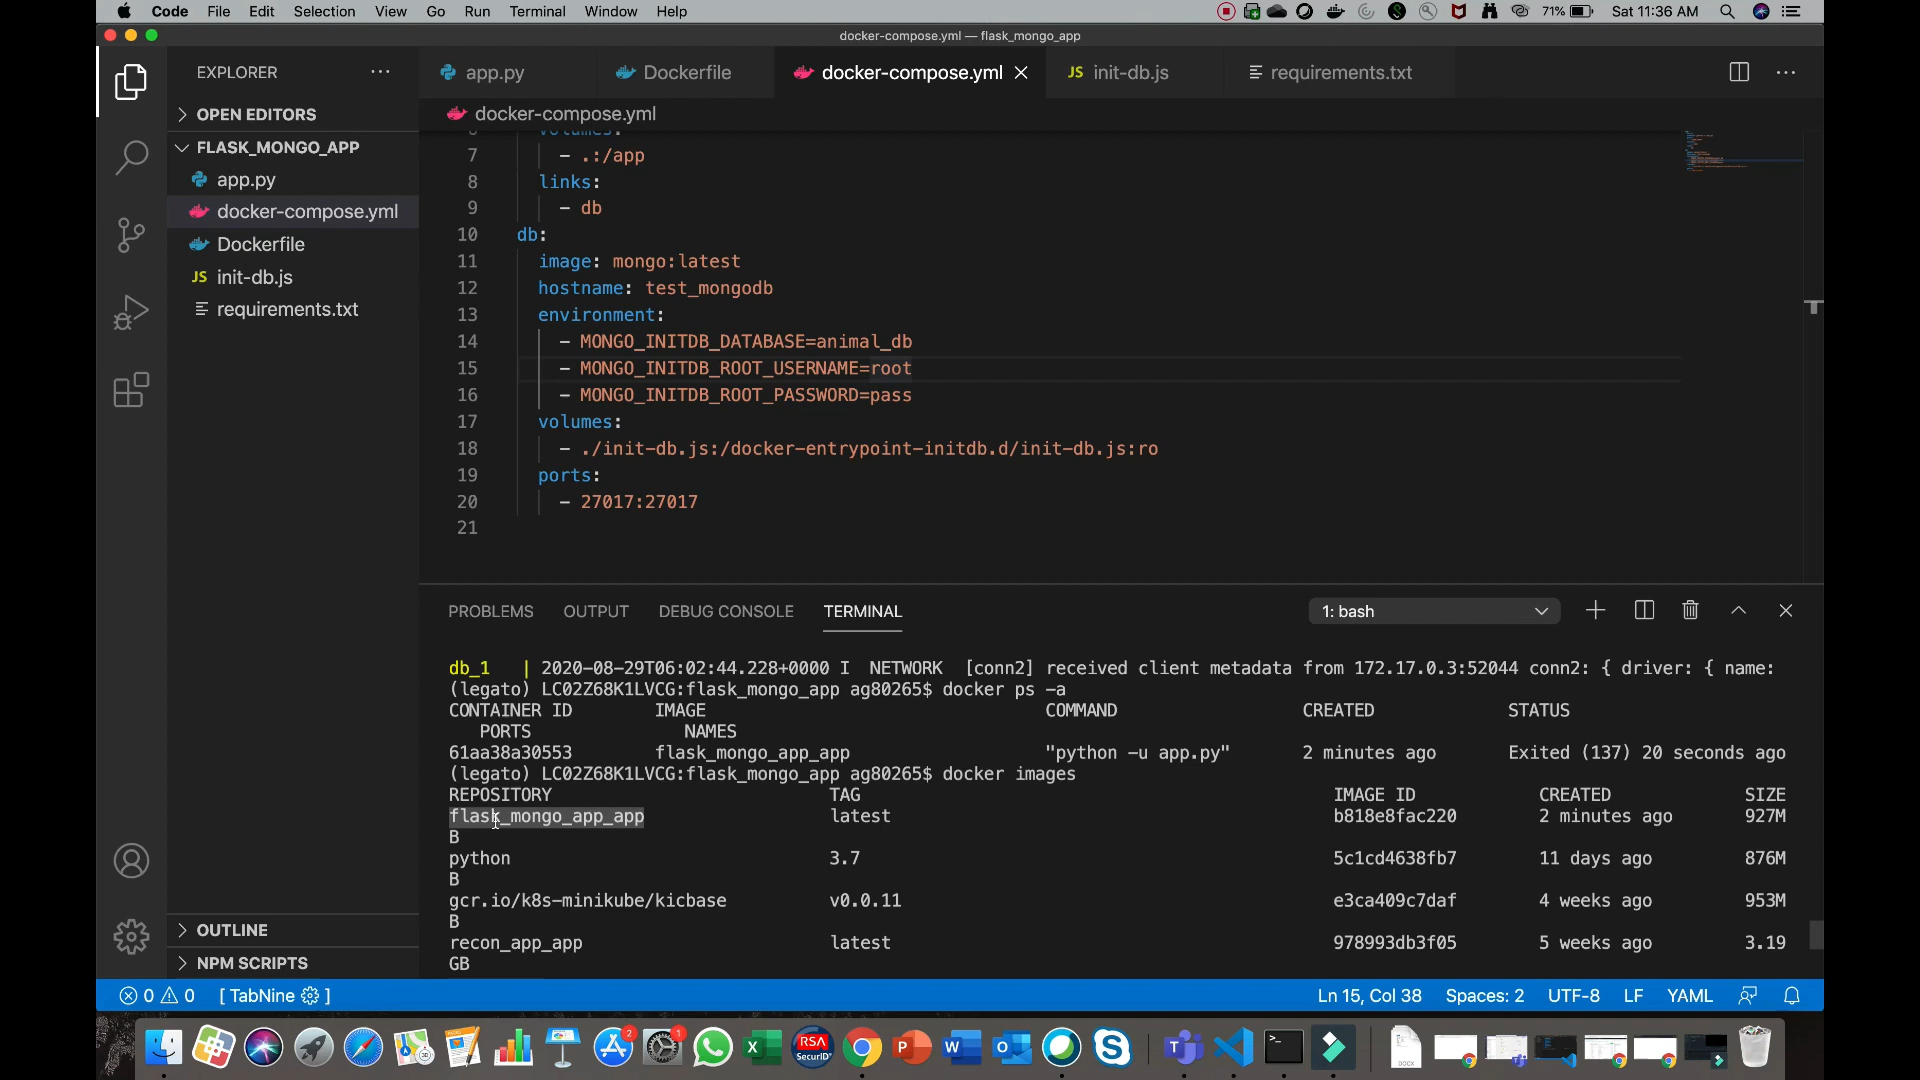 Code File Edit Selection View Go Run Terminal Window Help
71% Sat 11:36 AM
docker-compose.yml — flask_mongo_app
EXPLORER
app.py
Dockerfile
docker-compose.yml
JS init-db.js
requirements.txt
OPEN EDITORS
docker-compose.yml
FLASK_MONGO_APP
app.py
docker-compose.yml
Dockerfile
JS init-db.js
requirements.txt
6 volumes:
7 - .:/app
8 links:
9 - db
10 db:
11 image: mongo:latest
12 hostname: test_mongodb
13 environment:
14 - MONGO_INITDB_DATABASE=animal_db
15 - MONGO_INITDB_ROOT_USERNAME=root
16 - MONGO_INITDB_ROOT_PASSWORD=pass
17 volumes:
18 - ./init-db.js:/docker-entrypoint-initdb.d/init-db.js:ro
19 ports:
20 - 27017:27017
21
PROBLEMS OUTPUT DEBUG CONSOLE TERMINAL
1: bash
db_1 | 2020-08-29T06:02:44.228+0000 I NETWORK [conn2] received client metadata from 172.17.0.3:52044 conn2: { driver: { name:
(legato) LC02Z68K1LVCG:flask_mongo_app ag80265$ docker ps -a
CONTAINER ID IMAGE COMMAND CREATED STATUS
PORTS NAMES
61aa38a30553 flask_mongo_app_app "python -u app.py" 2 minutes ago Exited (137) 20 seconds ago
(legato) LC02Z68K1LVCG:flask_mongo_app ag80265$ docker images
REPOSITORY TAG IMAGE ID CREATED SIZE
flask_mongo_app_app latest b818e8fac220 2 minutes ago 927M
B
python 3.7 5c1cd4638fb7 11 days ago 876M
B
gcr.io/k8s-minikube/kicbase v0.0.11 e3ca409c7daf 4 weeks ago 953M
B
recon_app_app latest 978993db3f05 5 weeks ago 3.19
GB
OUTLINE
NPM SCRIPTS
0 0 [ TabNine ]
Ln 15, Col 38 Spaces: 2 UTF-8 LF YAML
2
1
RSA
SecurID
DOCX